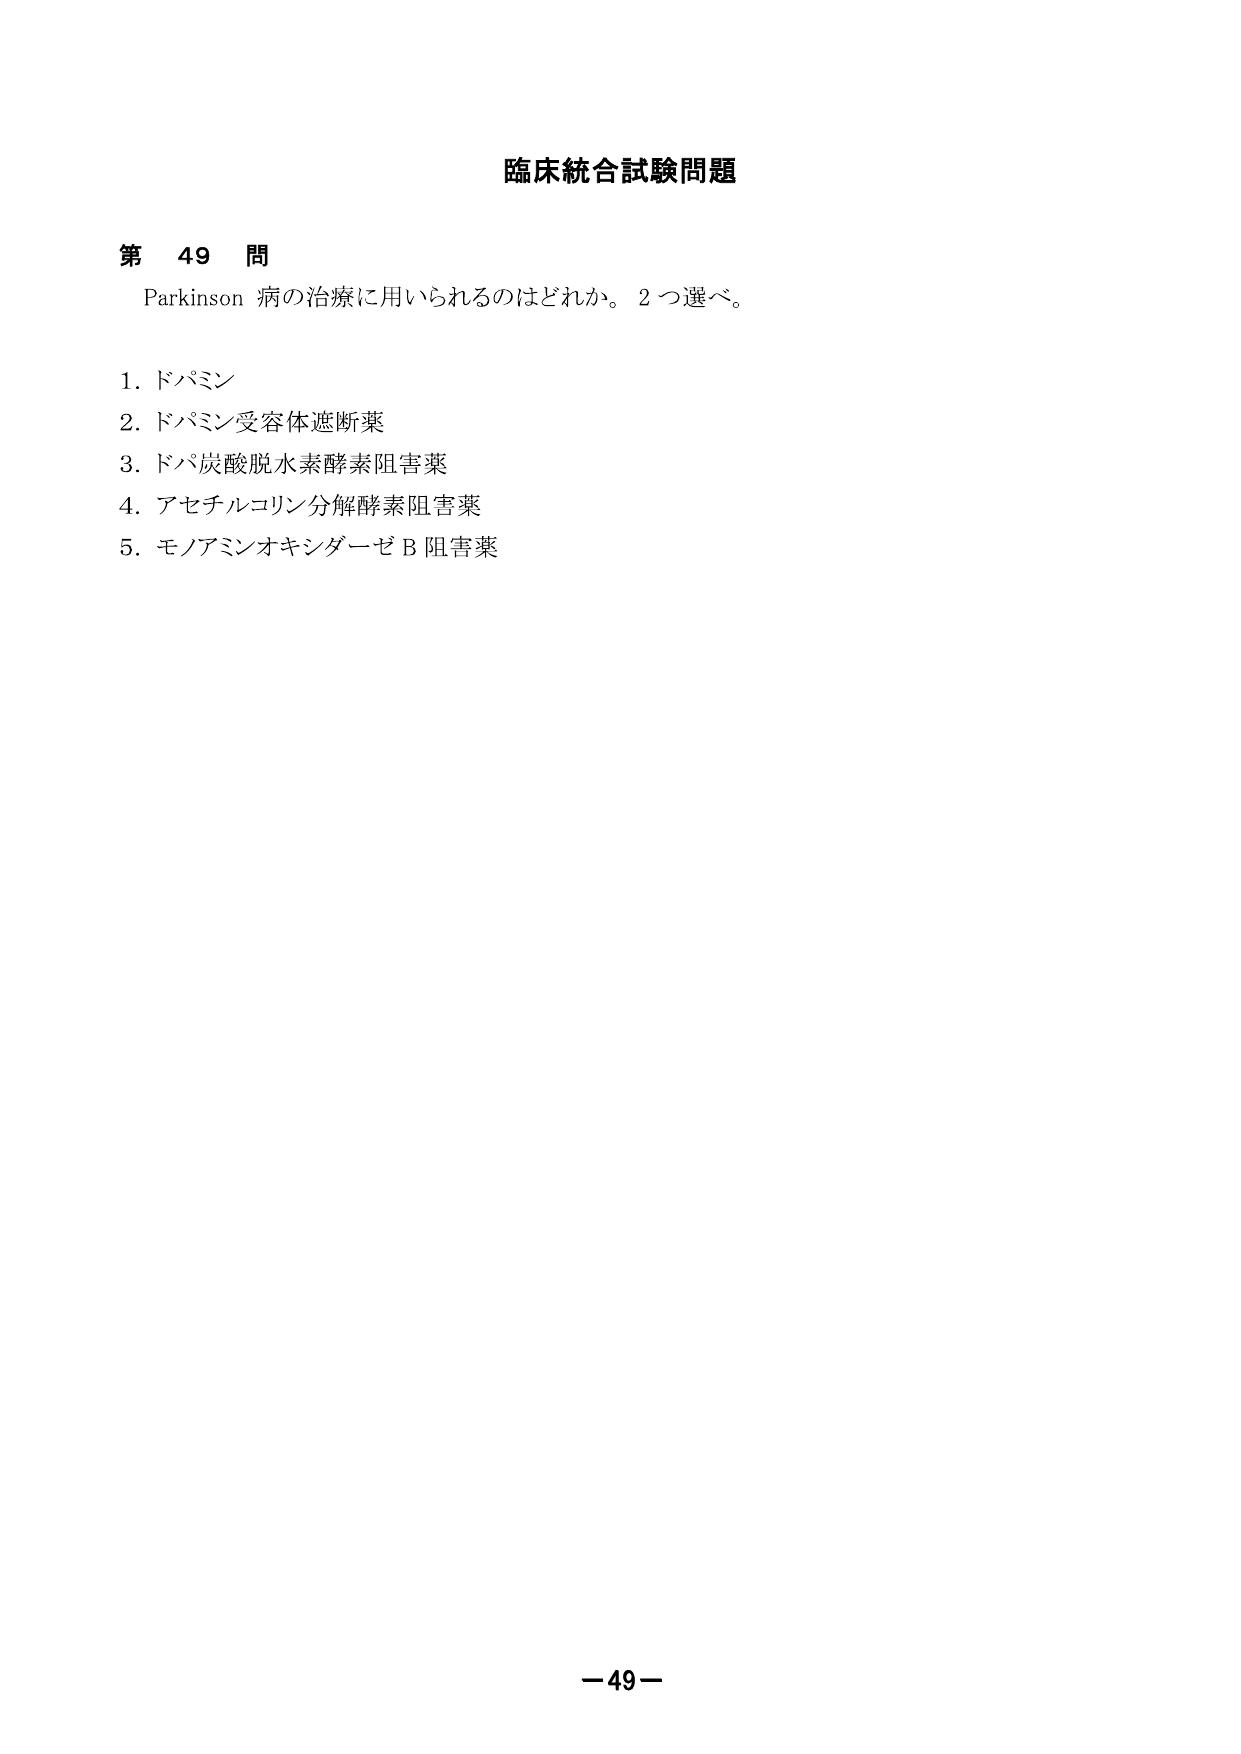 臨床統合試験問題
第 49 問
Parkinson 病の治療に用いられるのはどれか。 2 つ選べ。
1. ドパミン
2. ドパミン受容体遮断薬
3. ドパ炭酸脱水素酵素阻害薬
4. アセチルコリン分解酵素阻害薬
5. モノアミンオキシダーゼ B 阻害薬
－49－